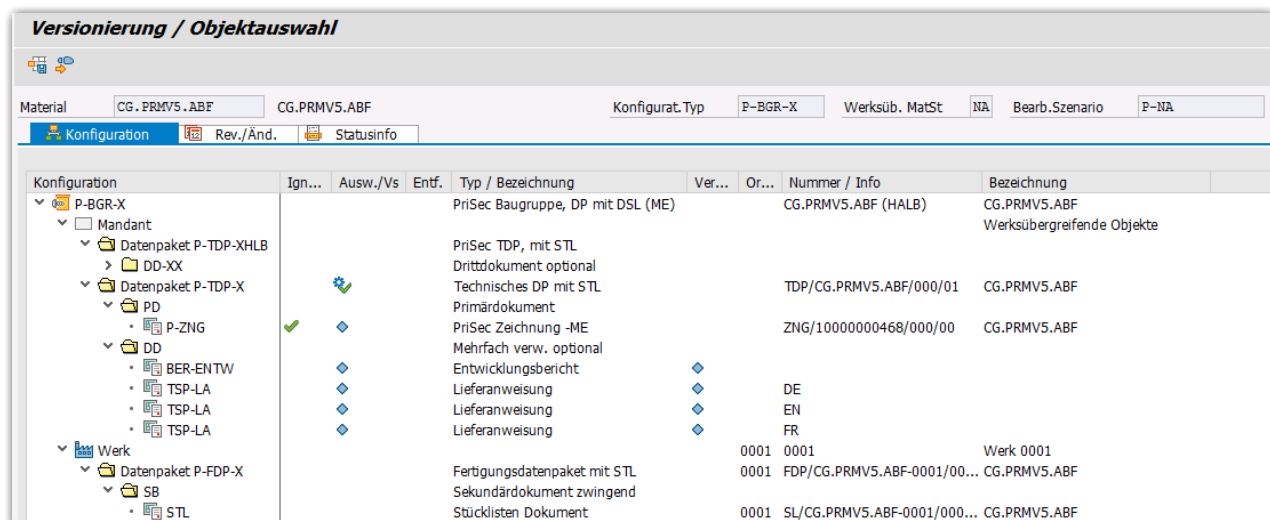 Versionierung / Objektauswahl
Material CG.PRMV5.ABF CG.PRMV5.ABF Konfigurat.Typ P-BGR-X Werksüb. MatSt NA Bearb.Szenario P-NA
Konfiguration Rev./Änd. Statusinfo
Konfiguration Ign... Ausw./Vs Entf. Typ / Bezeichnung Ver... Or... Nummer / Info Bezeichnung
P-BGR-X PriSec Baugruppe, DP mit DSL (ME) CG.PRMV5.ABF (HALB) CG.PRMV5.ABF
Mandant Werksübergreifende Objekte
Datenpaket P-TDP-XHLB PriSec TDP, mit STL
DD-XX Drittdokument optional
Datenpaket P-TDP-X Technisches DP mit STL TDP/CG.PRMV5.ABF/000/01 CG.PRMV5.ABF
PD Primärdokument
P-ZNG PriSec Zeichnung -ME ZNG/10000000468/000/00 CG.PRMV5.ABF
DD Mehrfach verw. optional
BER-ENTW Entwicklungsbericht
TSP-LA Lieferanweisung DE
TSP-LA Lieferanweisung EN
TSP-LA Lieferanweisung FR
Werk 0001 0001 Werk 0001
Datenpaket P-FDP-X Fertigungsdatenpaket mit STL 0001 FDP/CG.PRMV5.ABF-0001/00... CG.PRMV5.ABF
SB Sekundärdokument zwingend
STL Stücklisten Dokument 0001 SL/CG.PRMV5.ABF-0001/000... CG.PRMV5.ABF